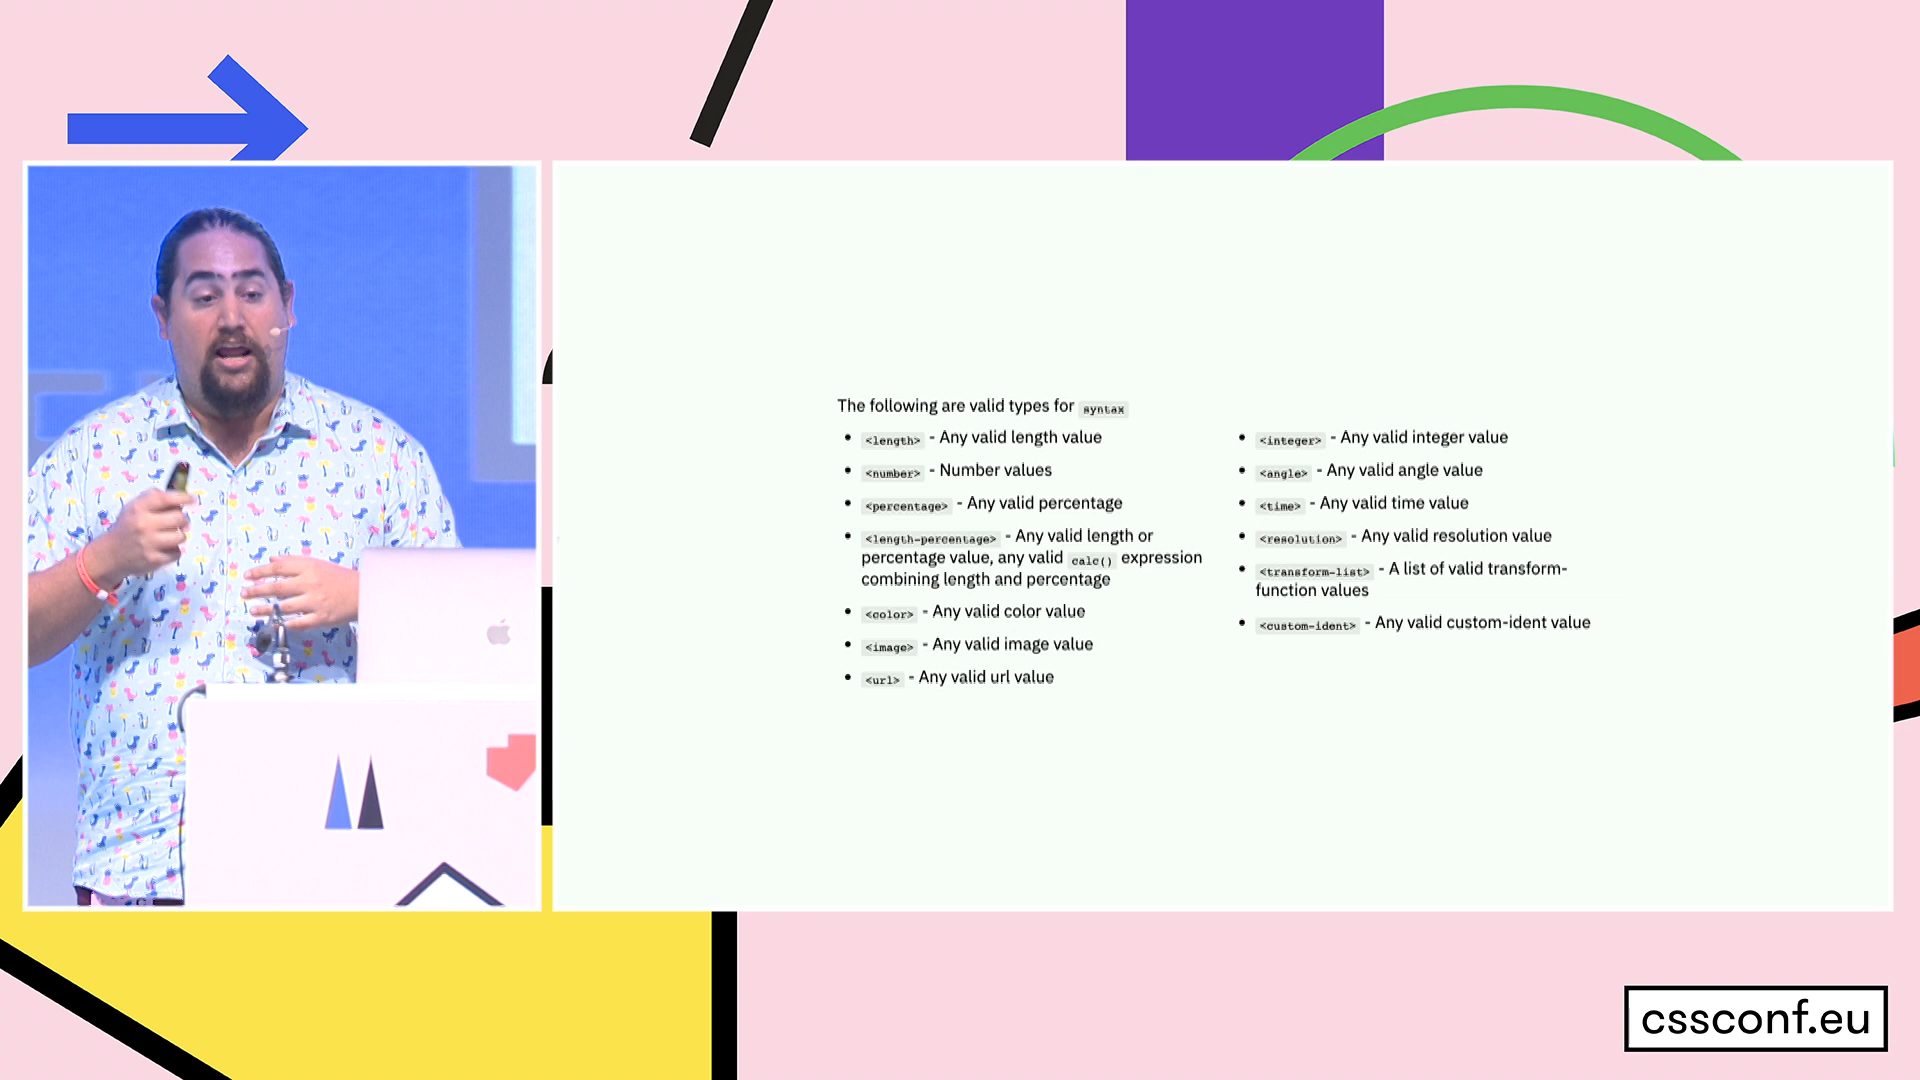 The following are valid types for syntax
• <length> - Any valid length value
• <number> - Number values
• <percentage> - Any valid percentage
• <length-percentage> - Any valid length or
percentage value, any valid calc() expression
combining length and percentage
• <color> - Any valid color value
• <image> - Any valid image value
• <url> - Any valid url value
• <integer> - Any valid integer value
• <angle> - Any valid angle value
• <time> - Any valid time value
• <resolution> - Any valid resolution value
• <transform-list> - A list of valid transform-
function values
• <custom-ident> - Any valid custom-ident value
cssconf.eu